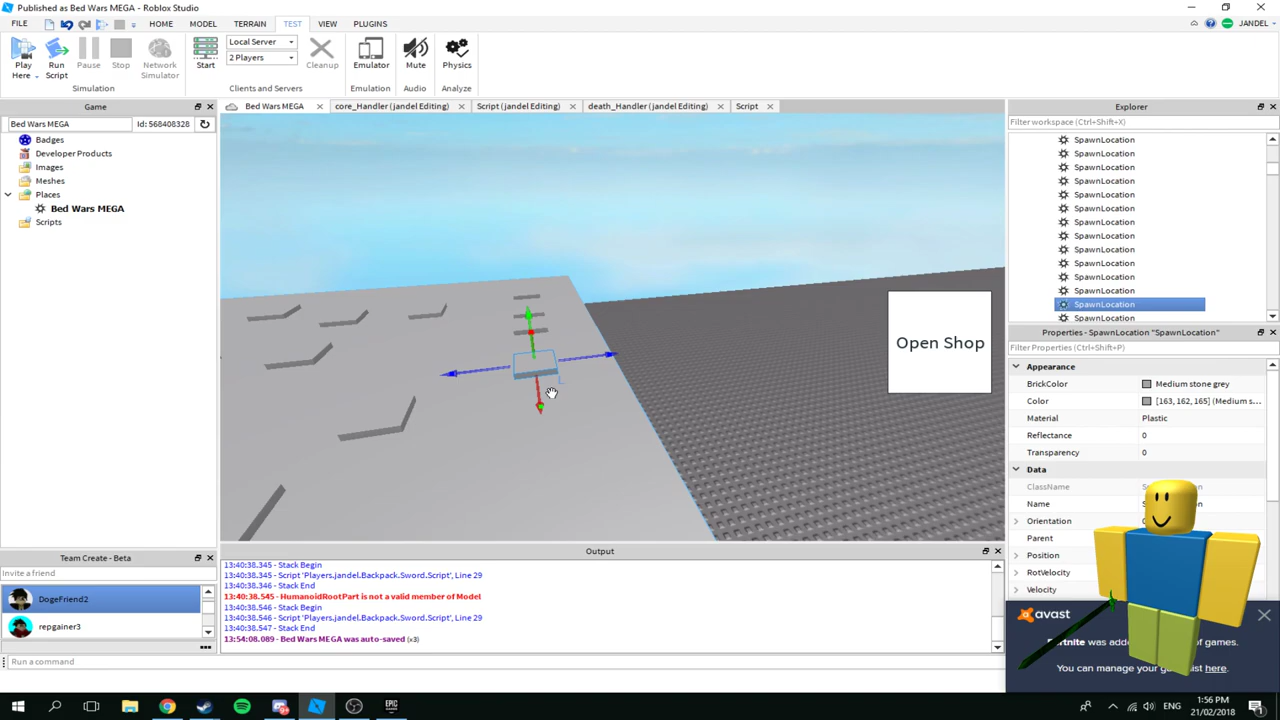 Published as Bed Wars MEGA - Roblox Studio
FILE HOME MODEL TERRAIN TEST VIEW PLUGINS JANDEL
Play Here
Run Script
Pause
Stop
Network Simulator
Simulation
Start
Local Server
2 Players
Cleanup
Clients and Servers
Emulator
Emulation
Mute
Audio
Physics
Analyze
Game
Bed Wars MEGA Id: 568408328
Badges
Developer Products
Images
Meshes
Places
Bed Wars MEGA
Scripts
Team Create - Beta
Invite a friend
DogeFriend2
repgainer3
Bed Wars MEGA core_Handler (jandel Editing) Script (jandel Editing) death_Handler (jandel Editing) Script
Open Shop
Output
13:40:38.345 - Stack Begin
13:40:38.345 - Script 'Players.jandel.Backpack.Sword.Script', Line 29
13:40:38.346 - Stack End
13:40:38.545 - HumanoidRootPart is not a valid member of Model
13:40:38.546 - Stack Begin
13:40:38.546 - Script 'Players.jandel.Backpack.Sword.Script', Line 29
13:40:38.547 - Stack End
13:54:08.089 - Bed Wars MEGA was auto-saved (x3)
Run a command
Explorer
Filter workspace (Ctrl+Shift+X)
SpawnLocation
SpawnLocation
SpawnLocation
SpawnLocation
SpawnLocation
SpawnLocation
SpawnLocation
SpawnLocation
SpawnLocation
SpawnLocation
SpawnLocation
SpawnLocation
SpawnLocation
SpawnLocation
Properties - SpawnLocation "SpawnLocation"
Filter Properties (Ctrl+Shift+P)
Appearance
BrickColor Medium stone grey
Color [163, 162, 165] (Medium s...
Material Plastic
Reflectance 0
Transparency 0
Data
ClassName
Name
Orientation
Parent
Position
RotVelocity
Velocity
avast
was of games.
You can manage your here.
ENG
1:56 PM
21/02/2018
EPIC